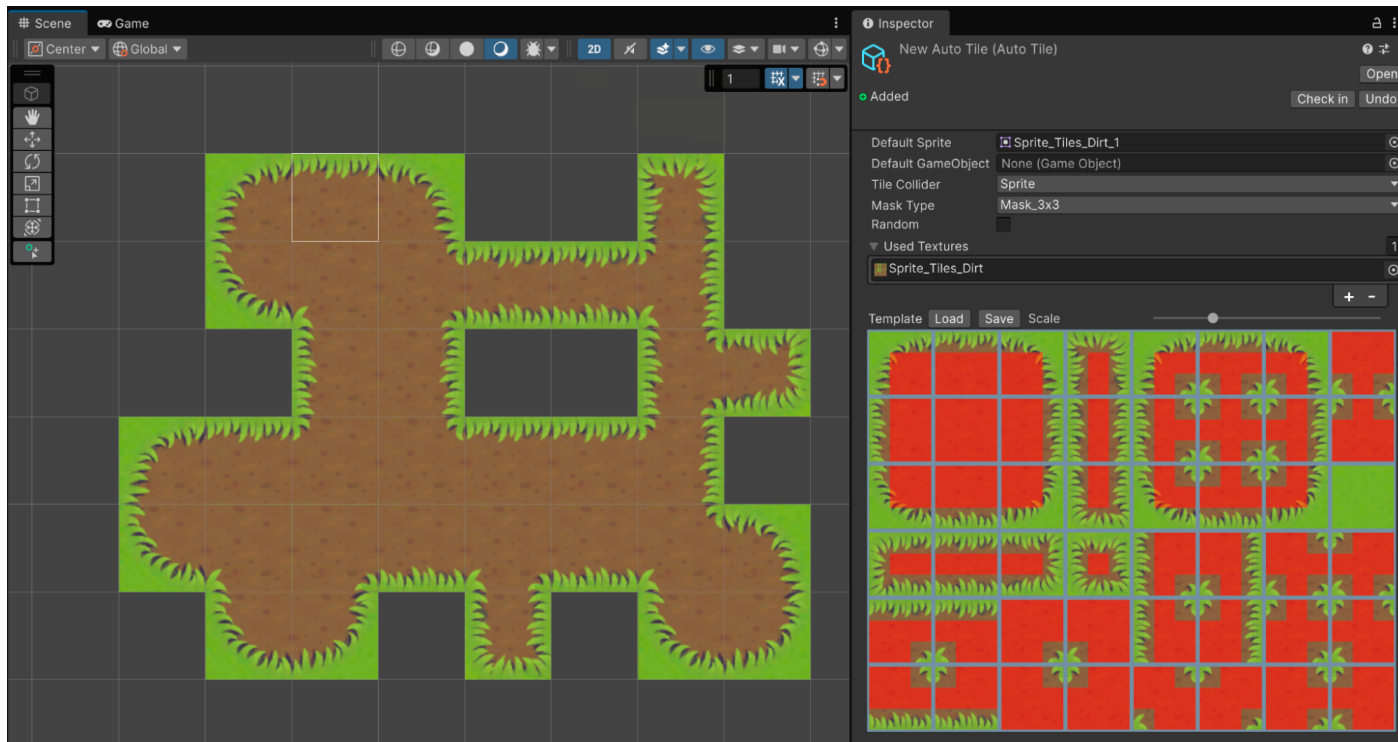 Scene Game
Center Global 2D
1
Inspector
New Auto Tile (Auto Tile)
Open
Added
Check in Undo
Default Sprite Sprite_Tiles_Dirt_1
Default GameObject None (Game Object)
Tile Collider Sprite
Mask Type Mask_3x3
Random
Used Textures 1
Sprite_Tiles_Dirt
+ -
Template Load Save Scale